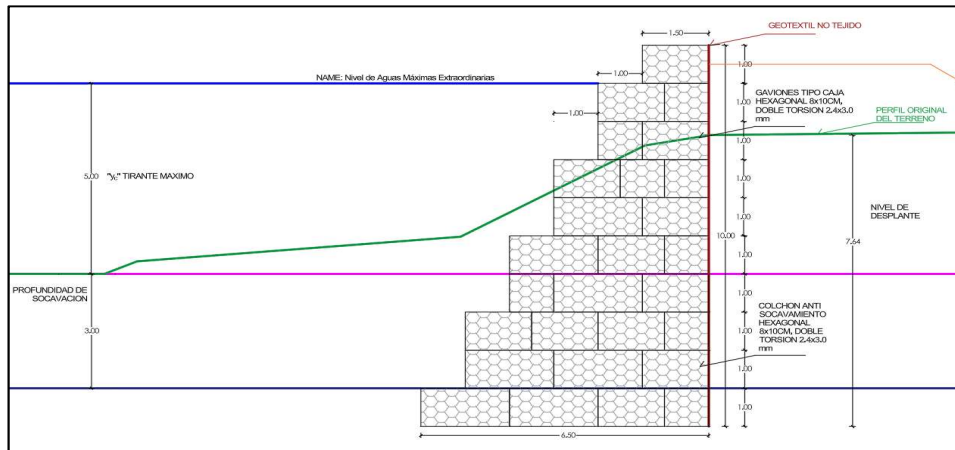 GEOTEXTIL NO TEJIDO
1.50
1.00
NAME: Nivel de Aguas Máximas Extraordinarias
1.00
1.00
GAVIONES TIPO CAJA
HEXAGONAL 8x10CM,
DOBLE TORSION 2.4x3.0
mm
1.00
1.00
PERFIL ORIGINAL
DEL TERRENO
1.00
5.00
TIRANTE MAXIMO
1.00
NIVEL DE
DESPLANTE
1.00
10.00
7.64
1.00
PROFUNDIDAD DE
SOCAVACION
3.00
COLCHON ANTI
SOCAVAMIENTO
HEXAGONAL
8x10CM, DOBLE
TORSION 2.4x3.0
mm
1.00
1.00
1.00
1.00
6.50